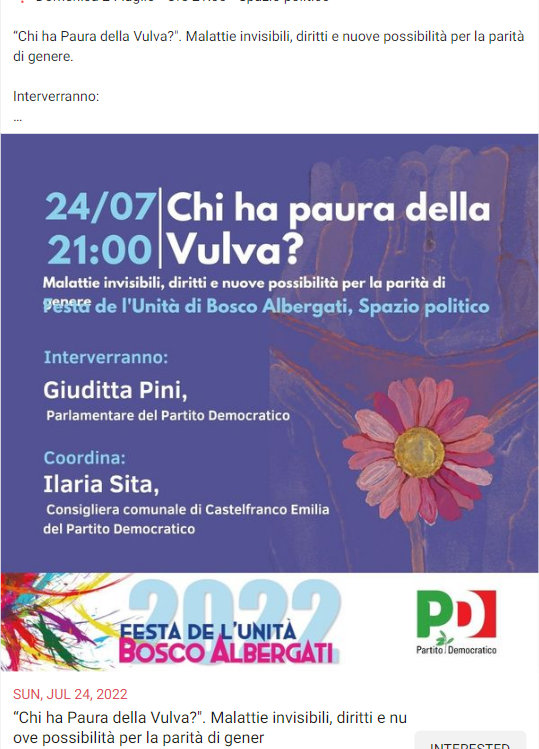 “Chi ha Paura della Vulva?". Malattie invisibili, diritti e nuove possibilità per la parità
di genere.
Interverranno:
...
24/07
21:00
Chi ha paura della
Vulva?
Malattie invisibili, diritti e nuove possibilità per la parità di
genere
Festa de l'Unità di Bosco Albergati, Spazio politico
Interverranno:
Giuditta Pini,
Parlamentare del Partito Democratico
Coordina:
Ilaria Sita,
Consigliera comunale di Castelfranco Emilia
del Partito Democratico
2022
FESTA DE L'UNITÀ
BOSCO ALBERGATI
PD
Partito Democratico
SUN, JUL 24, 2022
“Chi ha Paura della Vulva?". Malattie invisibili, diritti e nu
ove possibilità per la parità di gener
INTERESTED